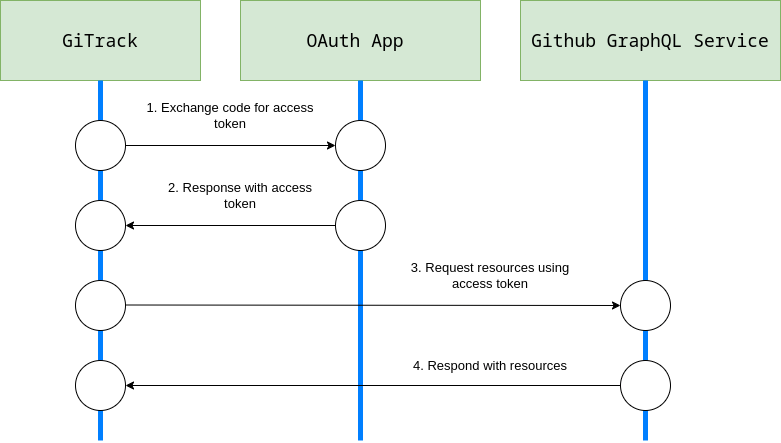 GiTrack
OAuth App
Github GraphQL Service
1. Exchange code for access
token
2. Response with access
token
3. Request resources using
access token
4. Respond with resources